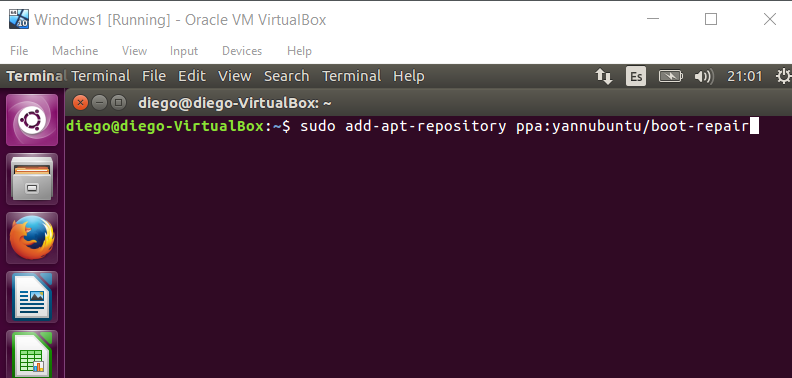 Windows1 [Running] - Oracle VM VirtualBox
File Machine View Input Devices Help
Terminal Terminal File Edit View Search Terminal Help Es 21:01
diego@diego-VirtualBox: ~
diego@diego-VirtualBox:~$ sudo add-apt-repository ppa:yannubuntu/boot-repair